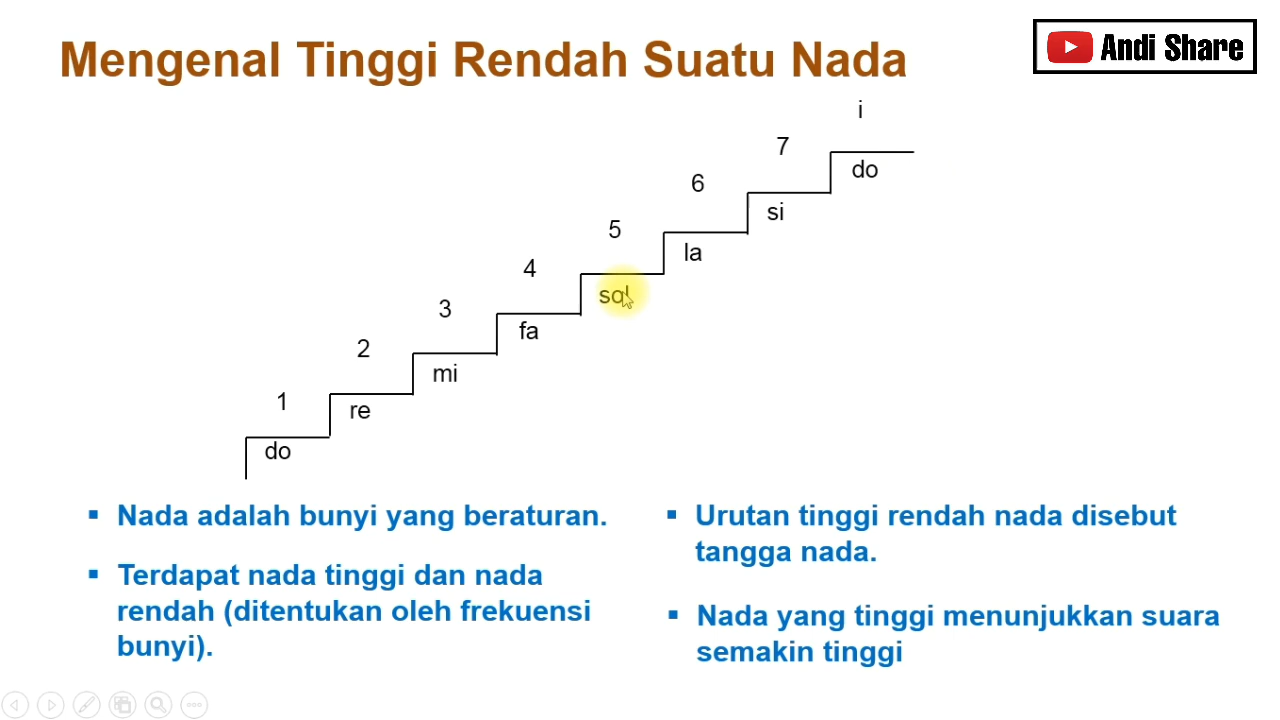 Mengenal Tinggi Rendah Suatu Nada
Andi Share
i
7
do
6
si
5
la
4
sol
3
fa
2
mi
1
re
do
Nada adalah bunyi yang beraturan.
Terdapat nada tinggi dan nada
rendah (ditentukan oleh frekuensi
bunyi).
Urutan tinggi rendah nada disebut
tangga nada.
Nada yang tinggi menunjukkan suara
semakin tinggi